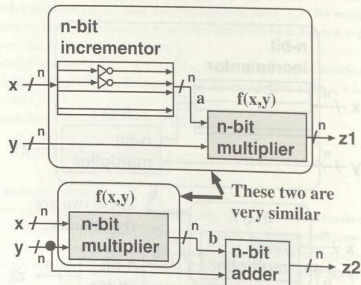 n-bit
incrementor
x n
n
a
f(x,y)
n-bit
multiplier
n
z1
y n
f(x,y)
These two are
very similar
x n
n-bit
multiplier
n
b
y n
n-bit
adder
n
z2